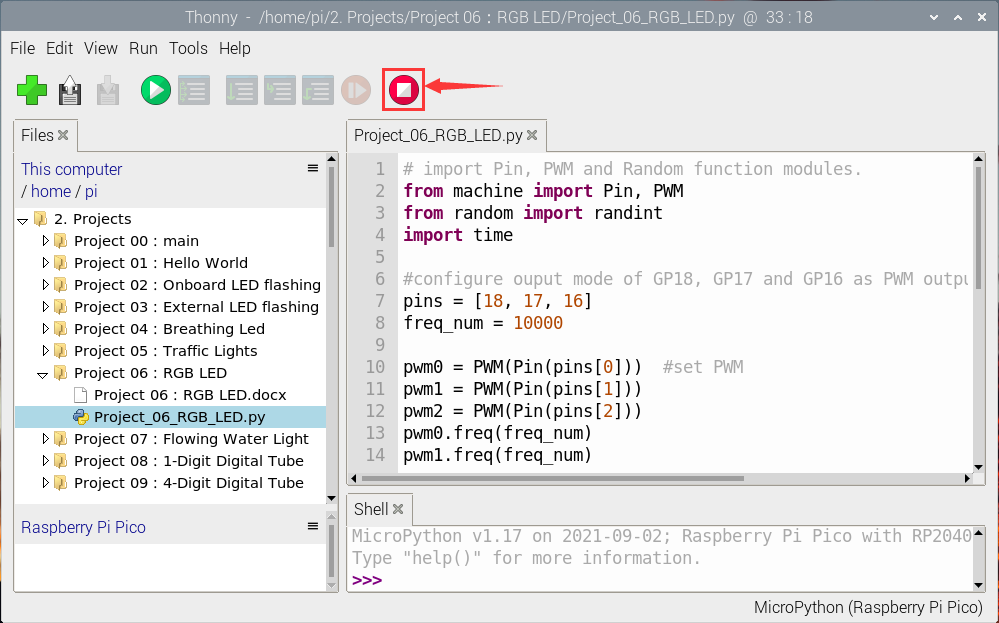 Thonny - /home/pi/2. Projects/Project 06 : RGB LED/Project_06_RGB_LED.py @ 33 : 18
File Edit View Run Tools Help
Files
This computer
/ home / pi
2. Projects
Project 00 : main
Project 01 : Hello World
Project 02 : Onboard LED flashing
Project 03 : External LED flashing
Project 04 : Breathing Led
Project 05 : Traffic Lights
Project 06 : RGB LED
Project 06 : RGB LED.docx
Project_06_RGB_LED.py
Project 07 : Flowing Water Light
Project 08 : 1-Digit Digital Tube
Project 09 : 4-Digit Digital Tube
Raspberry Pi Pico
Project_06_RGB_LED.py
1 # import Pin, PWM and Random function modules.
2 from machine import Pin, PWM
3 from random import randint
4 import time
5
6 #configure ouput mode of GP18, GP17 and GP16 as PWM outpu
7 pins = [18, 17, 16]
8 freq_num = 10000
9
10 pwm0 = PWM(Pin(pins[0])) #set PWM
11 pwm1 = PWM(Pin(pins[1]))
12 pwm2 = PWM(Pin(pins[2]))
13 pwm0.freq(freq_num)
14 pwm1.freq(freq_num)
Shell
MicroPython v1.17 on 2021-09-02; Raspberry Pi Pico with RP2040
Type "help()" for more information.
>>>
MicroPython (Raspberry Pi Pico)